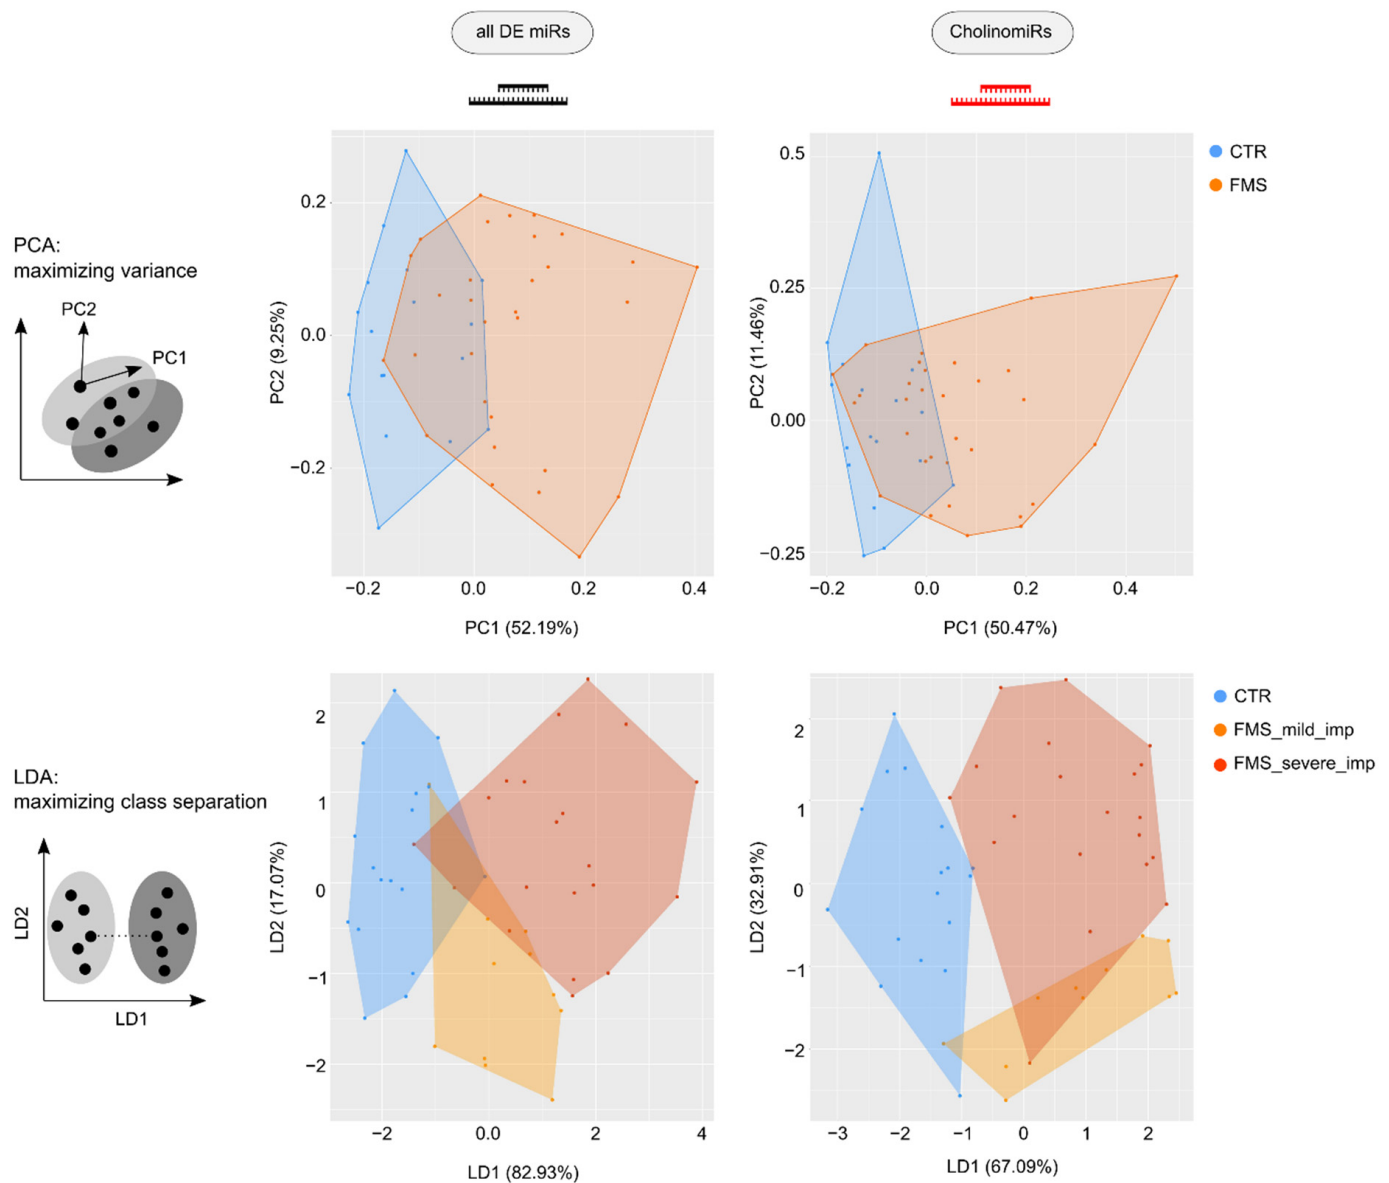 all DE miRs
CholinomiRs
PCA:
maximizing variance
PC2
PC1
PC2 (9.25%)
0.2
0.0
−0.2
−0.2
0.0
0.2
0.4
PC1 (52.19%)
PC2 (11.46%)
0.5
0.25
0.00
−0.25
−0.2
0.0
0.2
0.4
PC1 (50.47%)
CTR
FMS
LDA:
maximizing class separation
LD2
LD1
LD2 (17.07%)
2
1
0
−1
−2
−2
0.0
2
4
LD1 (82.93%)
LD2 (32.91%)
2
1
0
−1
−2
−3
−2
−1
0
1
2
LD1 (67.09%)
CTR
FMS_mild_imp
FMS_severe_imp